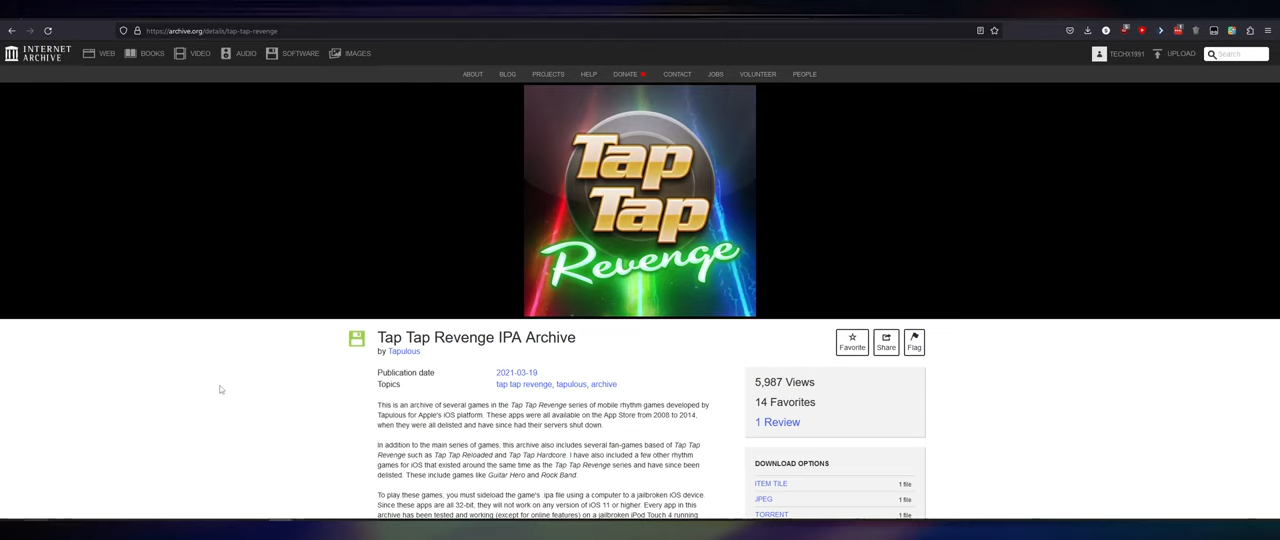 https://archive.org/details/tap-tap-revenge
INTERNET ARCHIVE
WEB BOOKS VIDEO AUDIO SOFTWARE IMAGES
TECHX1991 UPLOAD Search
ABOUT BLOG PROJECTS HELP DONATE CONTACT JOBS VOLUNTEER PEOPLE
Tap
Tap
Revenge
Tap Tap Revenge IPA Archive
by Tapulous
Favorite Share Flag
Publication date 2021-03-19
Topics tap tap revenge, tapulous, archive
This is an archive of several games in the Tap Tap Revenge series of mobile rhythm games developed by
Tapulous for Apple's iOS platform. These apps were all available on the App Store from 2008 to 2014,
when they were all delisted and have since had their servers shut down.
In addition to the main series of games, this archive also includes several fan-games based of Tap Tap
Revenge such as Tap Tap Reloaded and Tap Tap Hardcore. I have also included a few other rhythm
games for iOS that existed around the same time as the Tap Tap Revenge series and have since been
delisted. These include games like Guitar Hero and Rock Band.
To play these games, you must sideload the game's .ipa file using a computer to a jailbroken iOS device.
Since these apps are all 32-bit, they will not work on any version of iOS 11 or higher. Every app in this
archive has been tested and working (except for online features) on a jailbroken iPod Touch 4 running
5,987 Views
14 Favorites
1 Review
DOWNLOAD OPTIONS
ITEM TILE 1 file
JPEG 1 file
TORRENT 1 file